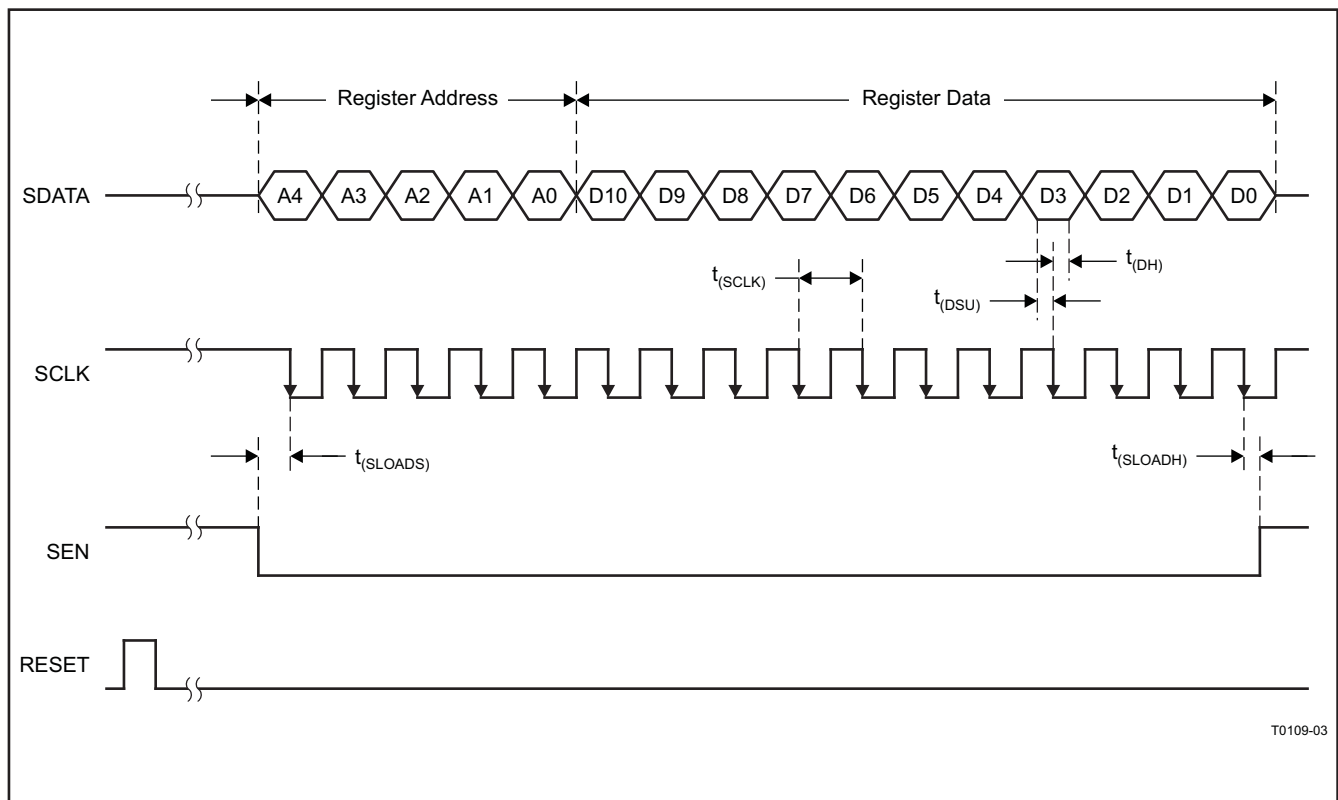 Register Address
Register Data
SDATA
A4 A3 A2 A1 A0 D10 D9 D8 D7 D6 D5 D4 D3 D2 D1 D0
t(DH)
t(SCLK)
t(DSU)
SCLK
t(SLOADS)
t(SLOADH)
SEN
RESET
T0109-03